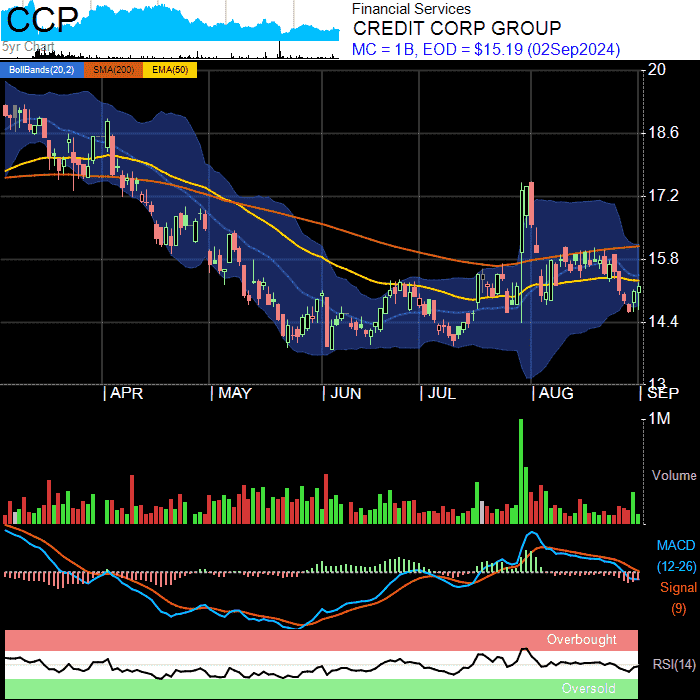 CCP
5yr Chart
Financial Services
CREDIT CORP GROUP
MC = 1B, EOD = $15.19 (02Sep2024)
BollBands(20,2) SMA(200) EMA(50)
20
18.6
17.2
15.8
14.4
13
APR MAY JUN JUL AUG SEP
1M
Volume
MACD
(12-26)
Signal
(9)
Overbought
RSI(14)
Oversold